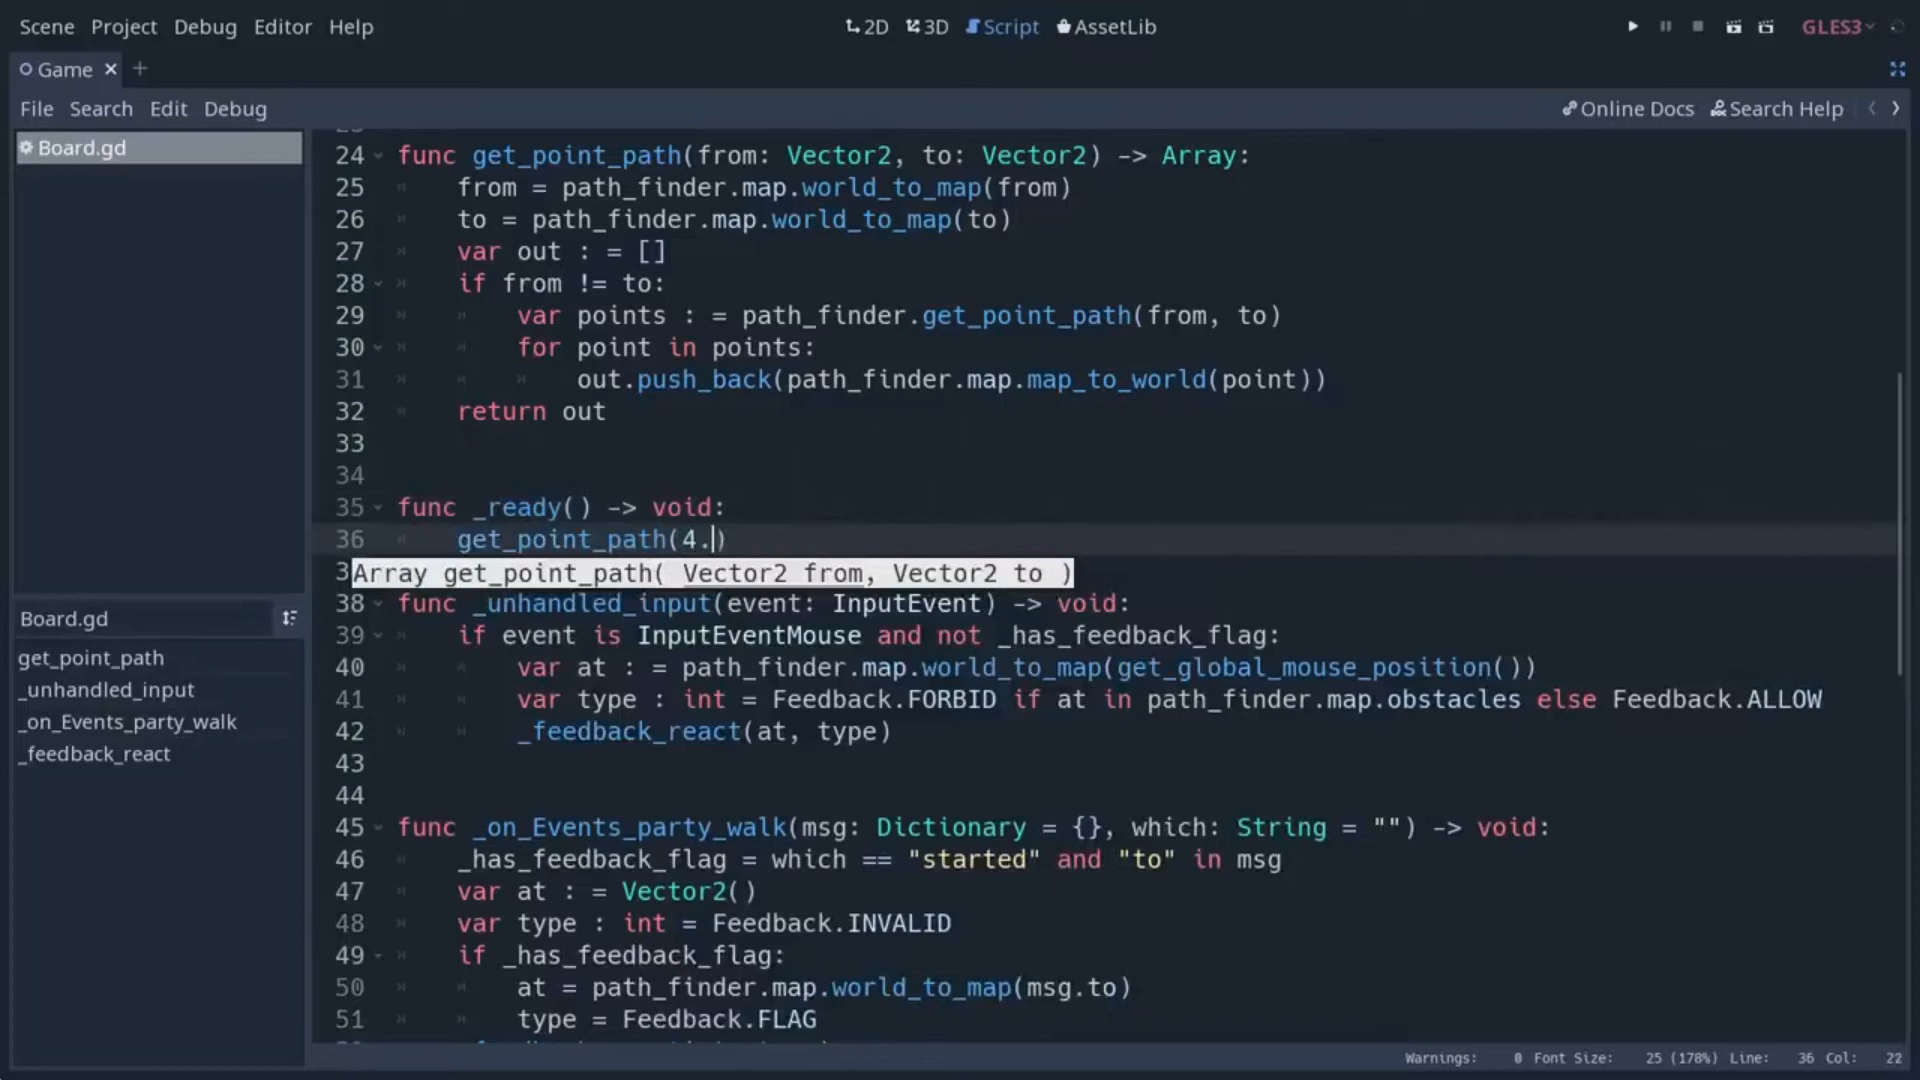 Scene Project Debug Editor Help 2D 3D Script AssetLib GLES3
Game
File Search Edit Debug Online Docs Search Help
Board.gd
Board.gd
get_point_path
_unhandled_input
_on_Events_party_walk
_feedback_react
24 func get_point_path(from: Vector2, to: Vector2) -> Array:
25 from = path_finder.map.world_to_map(from)
26 to = path_finder.map.world_to_map(to)
27 var out : = []
28 if from != to:
29 var points : = path_finder.get_point_path(from, to)
30 for point in points:
31 out.push_back(path_finder.map.map_to_world(point))
32 return out
33
34
35 func _ready() -> void:
36 get_point_path(4.)
3
Array get_point_path( Vector2 from, Vector2 to )
38 func _unhandled_input(event: InputEvent) -> void:
39 if event is InputEventMouse and not _has_feedback_flag:
40 var at : = path_finder.map.world_to_map(get_global_mouse_position())
41 var type : int = Feedback.FORBID if at in path_finder.map.obstacles else Feedback.ALLOW
42 _feedback_react(at, type)
43
44
45 func _on_Events_party_walk(msg: Dictionary = {}, which: String = "") -> void:
46 _has_feedback_flag = which == "started" and "to" in msg
47 var at : = Vector2()
48 var type : int = Feedback.INVALID
49 if _has_feedback_flag:
50 at = path_finder.map.world_to_map(msg.to)
51 type = Feedback.FLAG
Warnings: 0 Font Size: 25 (178%) Line: 36 Col: 22